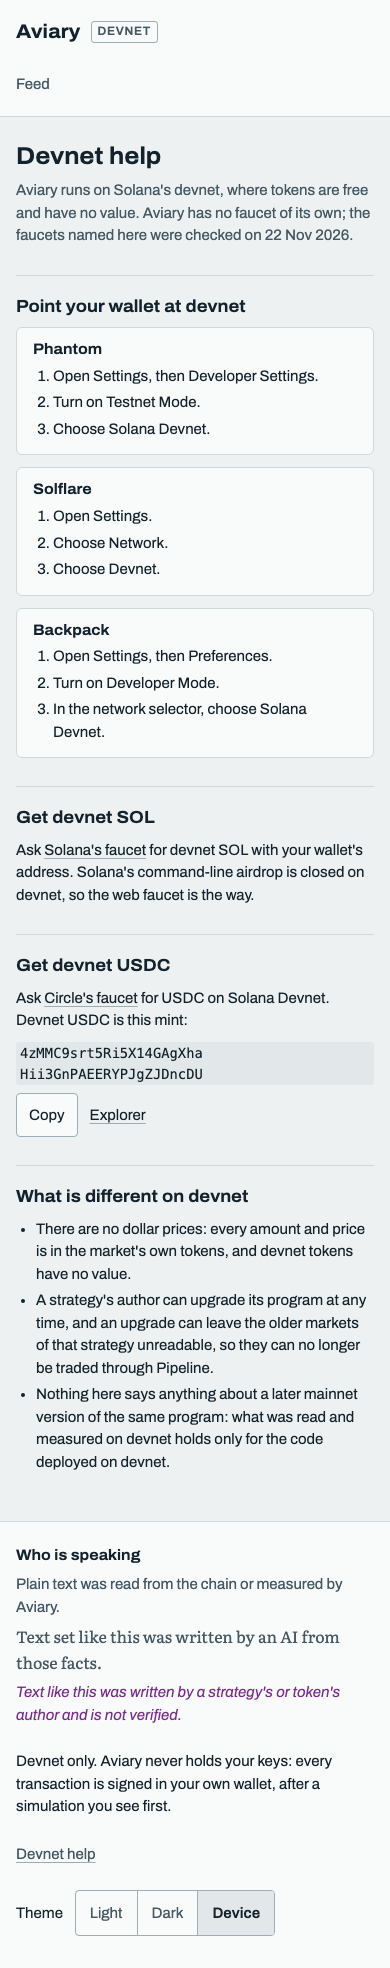 Aviary DEVNET
Feed
Devnet help
Aviary runs on Solana's devnet, where tokens are free
and have no value. Aviary has no faucet of its own; the
faucets named here were checked on 22 Nov 2026.
Point your wallet at devnet
Phantom
1. Open Settings, then Developer Settings.
2. Turn on Testnet Mode.
3. Choose Solana Devnet.
Solflare
1. Open Settings.
2. Choose Network.
3. Choose Devnet.
Backpack
1. Open Settings, then Preferences.
2. Turn on Developer Mode.
3. In the network selector, choose Solana
Devnet.
Get devnet SOL
Ask Solana's faucet for devnet SOL with your wallet's
address. Solana's command-line airdrop is closed on
devnet, so the web faucet is the way.
Get devnet USDC
Ask Circle's faucet for USDC on Solana Devnet.
Devnet USDC is this mint:
4zMMC9srt5Ri5X14GAgXha
Hii3GnPAEERYPJgZJDncDU
Copy Explorer
What is different on devnet
• There are no dollar prices: every amount and price
is in the market's own tokens, and devnet tokens
have no value.
• A strategy's author can upgrade its program at any
time, and an upgrade can leave the older markets
of that strategy unreadable, so they can no longer
be traded through Pipeline.
• Nothing here says anything about a later mainnet
version of the same program: what was read and
measured on devnet holds only for the code
deployed on devnet.
Who is speaking
Plain text was read from the chain or measured by
Aviary.
Text set like this was written by an AI from
those facts.
Text like this was written by a strategy's or token's
author and is not verified.
Devnet only. Aviary never holds your keys: every
transaction is signed in your own wallet, after a
simulation you see first.
Devnet help
Theme Light Dark Device